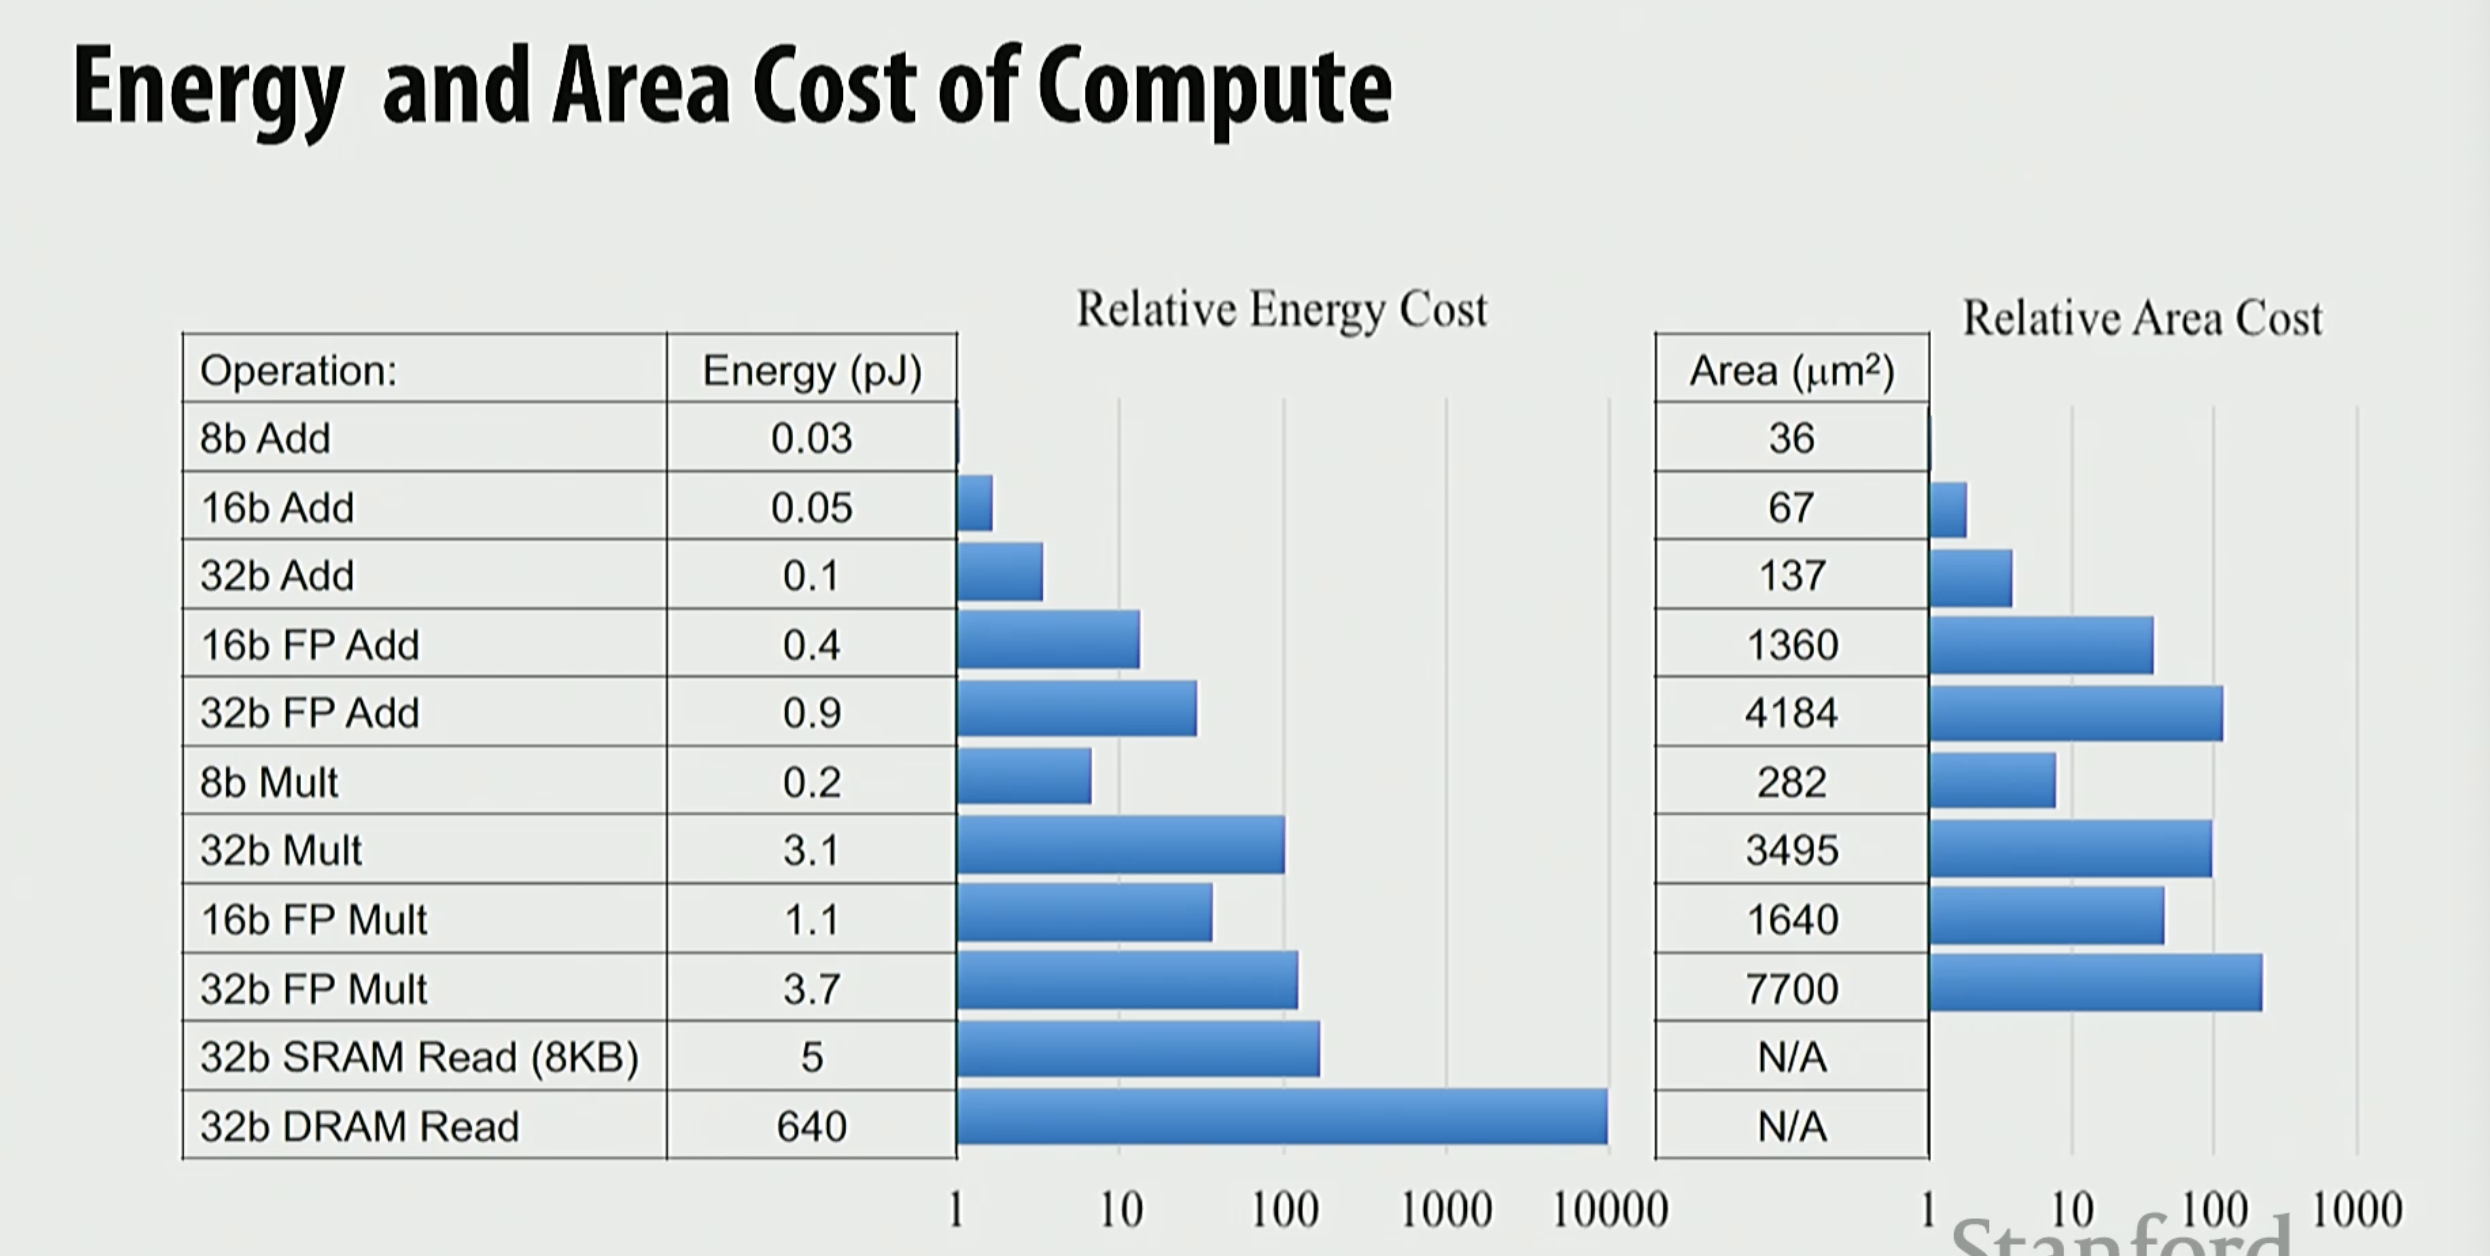 Energy and Area Cost of Compute
Relative Energy Cost
Relative Area Cost
Operation: Energy (pJ) Area (μm²)
8b Add 0.03 36
16b Add 0.05 67
32b Add 0.1 137
16b FP Add 0.4 1360
32b FP Add 0.9 4184
8b Mult 0.2 282
32b Mult 3.1 3495
16b FP Mult 1.1 1640
32b FP Mult 3.7 7700
32b SRAM Read (8KB) 5 N/A
32b DRAM Read 640 N/A
1 10 100 1000 10000 1 10 100 1000
Stanford